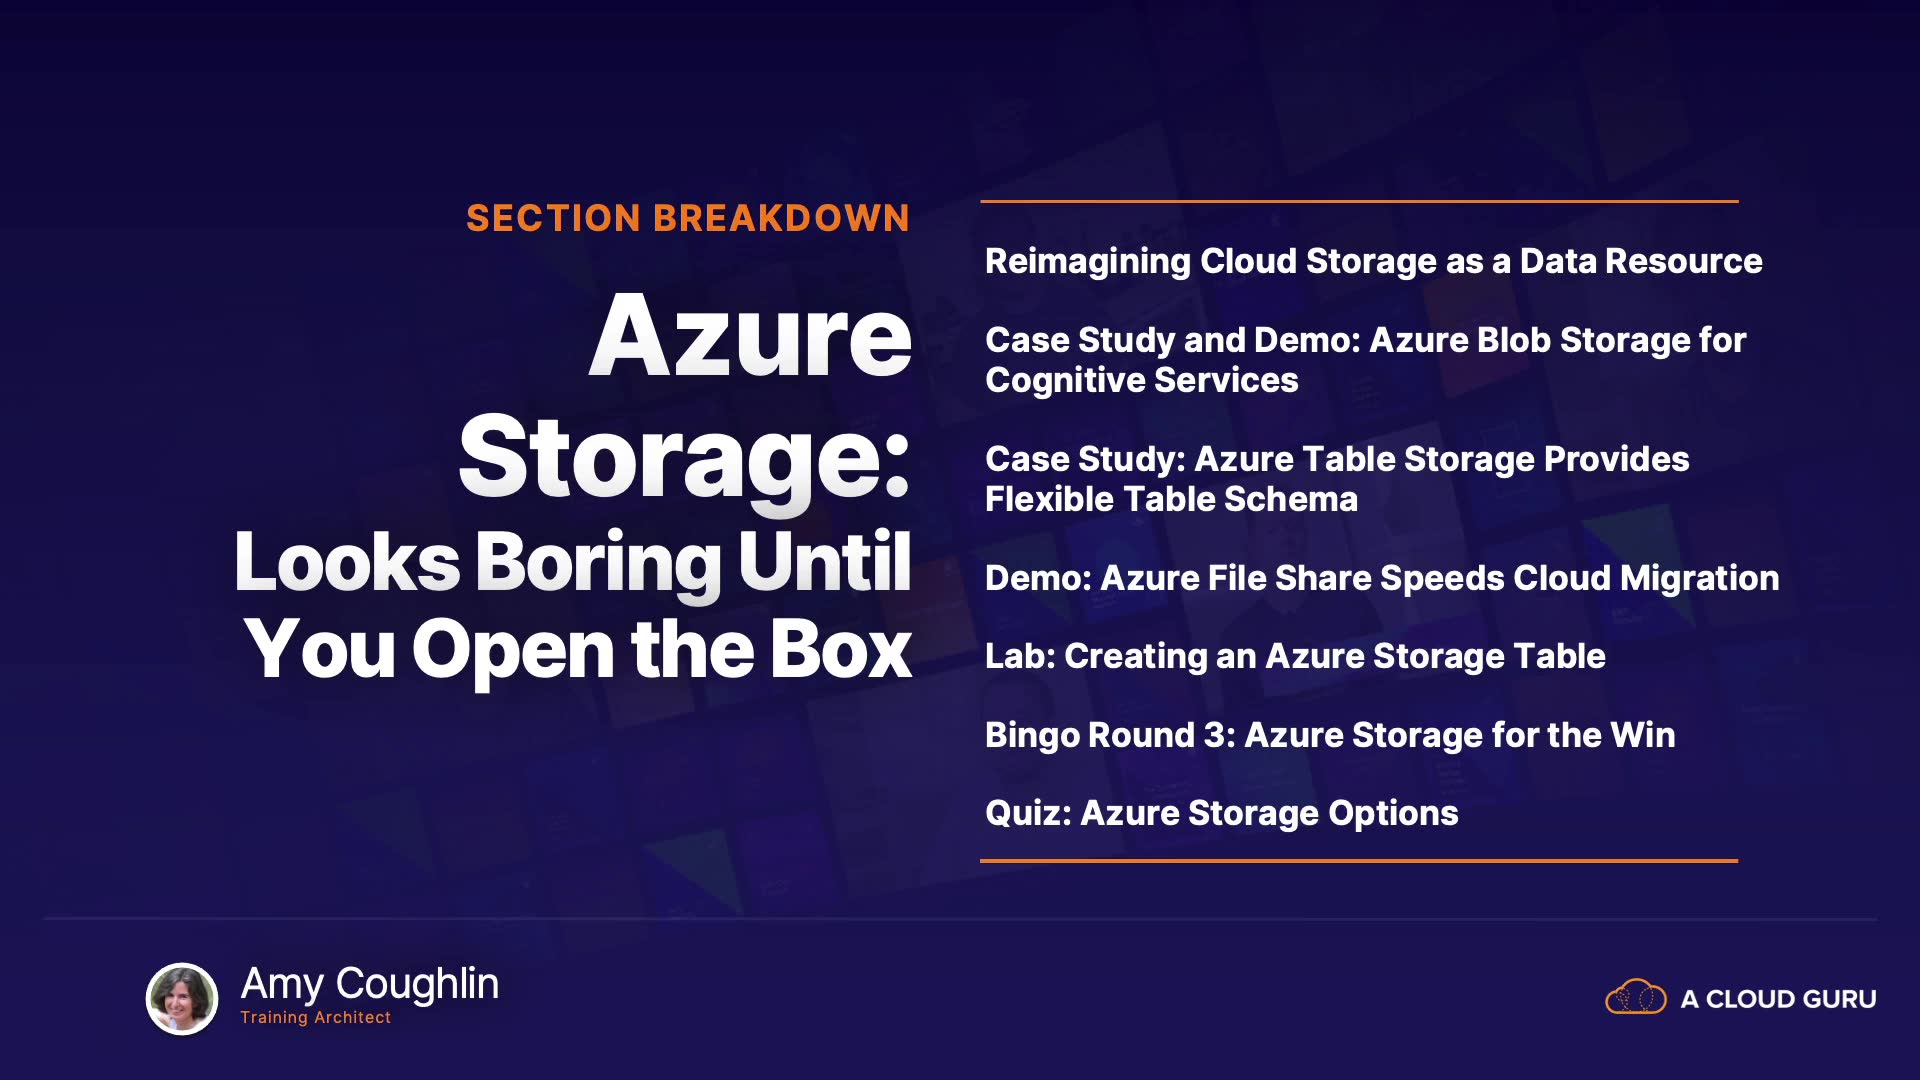 SECTION BREAKDOWN
Azure
Storage:
Looks Boring Until
You Open the Box
Reimagining Cloud Storage as a Data Resource
Case Study and Demo: Azure Blob Storage for
Cognitive Services
Case Study: Azure Table Storage Provides
Flexible Table Schema
Demo: Azure File Share Speeds Cloud Migration
Lab: Creating an Azure Storage Table
Bingo Round 3: Azure Storage for the Win
Quiz: Azure Storage Options
Amy Coughlin
Training Architect
A CLOUD GURU